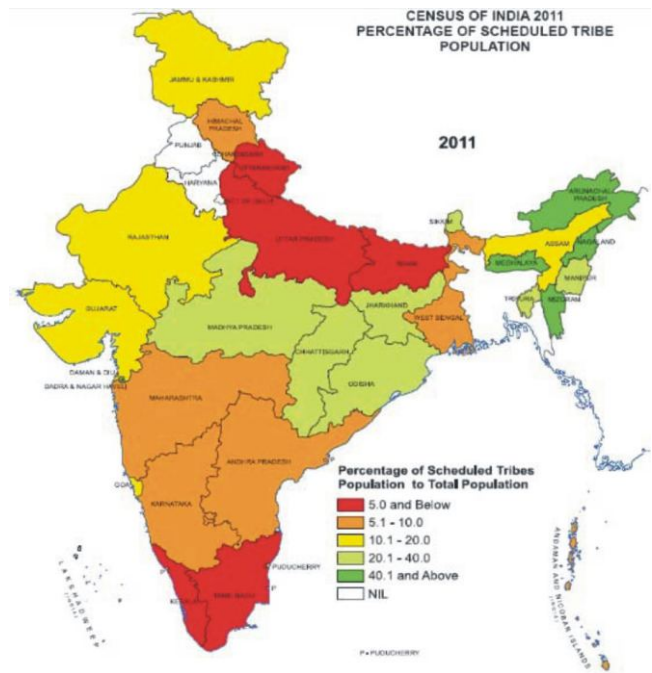 CENSUS OF INDIA 2011
PERCENTAGE OF SCHEDULED TRIBE
POPULATION
2011
JAMMU & KASHMIR
HIMACHAL
PRADESH
PUNJAB
HARYANA
RAJASTHAN
UTTAR PRADESH
BIHAR
SIKKIM
ARUNACHAL
PRADESH
ASSAM
NAGALAND
MEGHALAYA
MANIPUR
TRIPURA
MIZORAM
GUJARAT
MADHYA PRADESH
JHARKHAND
WEST BENGAL
CHHATTISGARH
ODISHA
DAMAN & DIU
DADRA & NAGAR HAVELI
MAHARASHTRA
ANDHRA PRADESH
GOA
KARNATAKA
KERALA
TAMIL NADU
PUDUCHERRY
P
P
P
LAKSHADWEEP
(INDIA)
ANDAMAN AND NICOBAR ISLANDS
(INDIA)
Percentage of Scheduled Tribes
Population to Total Population
5.0 and Below
5.1 - 10.0
10.1 - 20.0
20.1 - 40.0
40.1 and Above
NIL
P - PUDUCHERRY